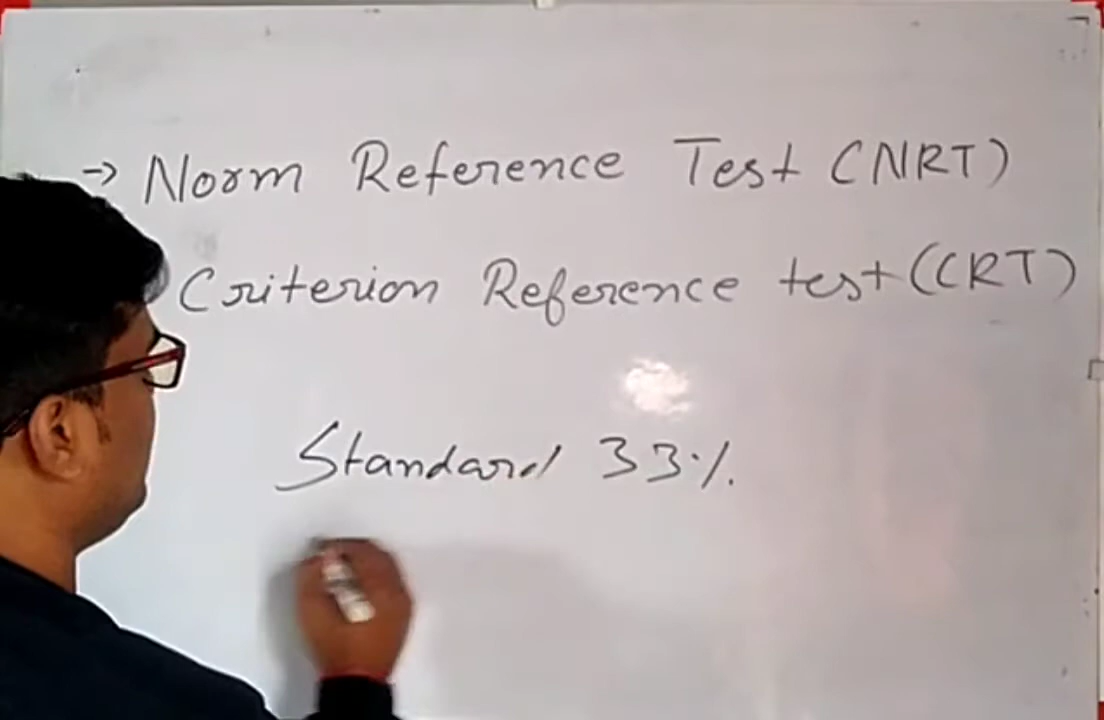 → Norm Reference Test (NRT)
Criterion Reference test (CRT)
Standard 33%.